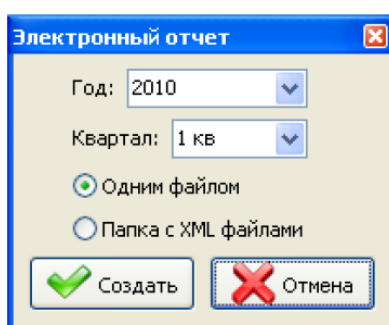 Электронный отчет
Год: 2010
Квартал: 1 кв
Одним файлом
Папка с XML файлами
Создать Отмена